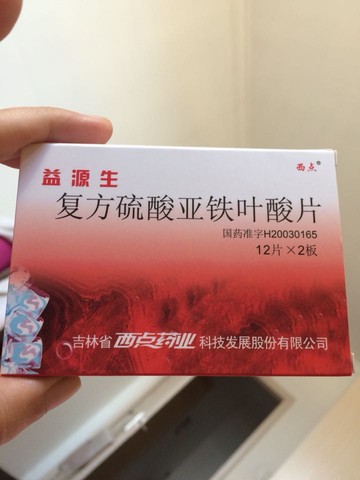 西点®
益源生
复方硫酸亚铁叶酸片
国药准字H20030165
12片×2板
吉林省西点药业科技发展股份有限公司